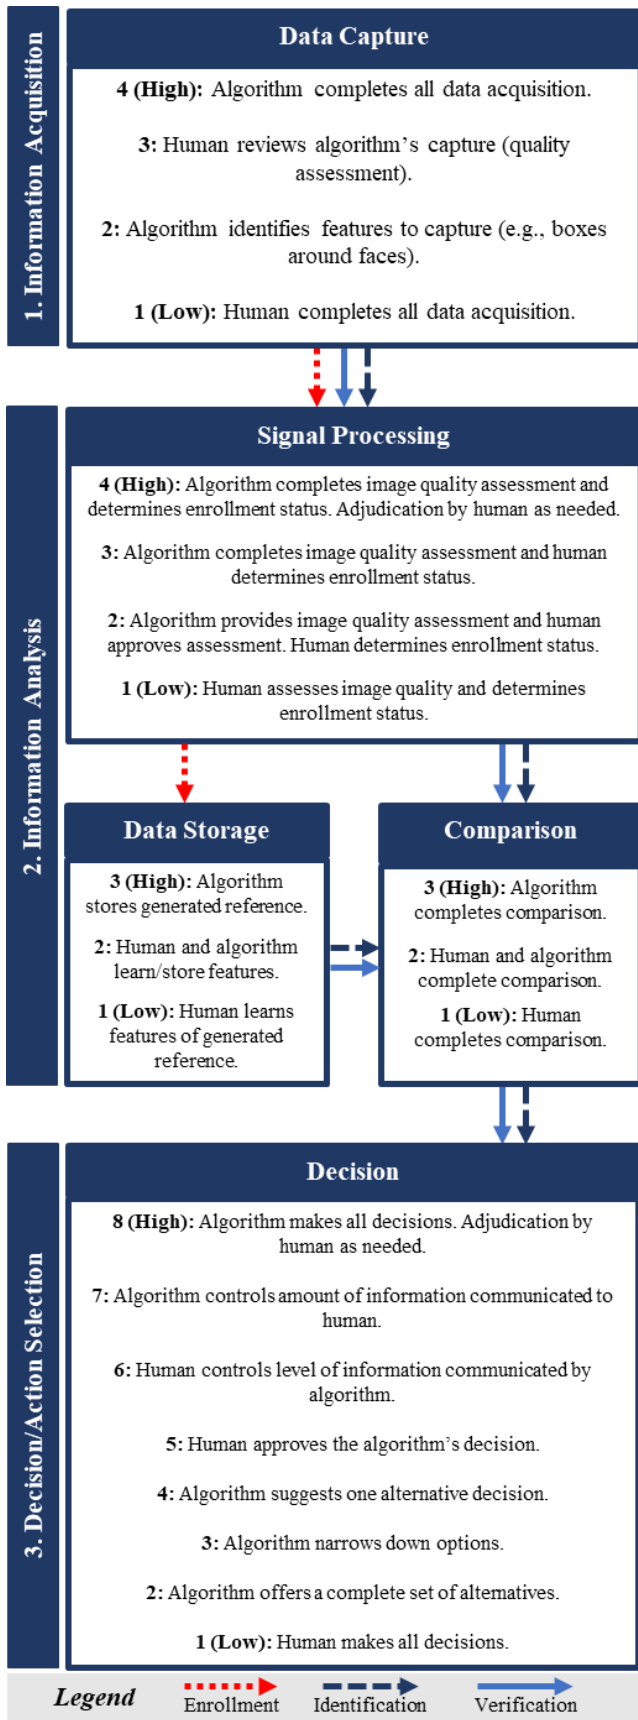 1. Information Acquisition
Data Capture
4 (High): Algorithm completes all data acquisition.
3: Human reviews algorithm's capture (quality
assessment).
2: Algorithm identifies features to capture (e.g., boxes
around faces).
1 (Low): Human completes all data acquisition.
2. Information Analysis
Signal Processing
4 (High): Algorithm completes image quality assessment and
determines enrollment status. Adjudication by human as needed.
3: Algorithm completes image quality assessment and human
determines enrollment status.
2: Algorithm provides image quality assessment and human
approves assessment. Human determines enrollment status.
1 (Low): Human assesses image quality and determines
enrollment status.
Data Storage
3 (High): Algorithm
stores generated reference.
2: Human and algorithm
learn/store features.
1 (Low): Human learns
features of generated
reference.
Comparison
3 (High): Algorithm
completes comparison.
2: Human and algorithm
complete comparison.
1 (Low): Human
completes comparison.
3. Decision/Action Selection
Decision
8 (High): Algorithm makes all decisions. Adjudication by
human as needed.
7: Algorithm controls amount of information communicated to
human.
6: Human controls level of information communicated by
algorithm.
5: Human approves the algorithm's decision.
4: Algorithm suggests one alternative decision.
3: Algorithm narrows down options.
2: Algorithm offers a complete set of alternatives.
1 (Low): Human makes all decisions.
Legend
Enrollment
Identification
Verification